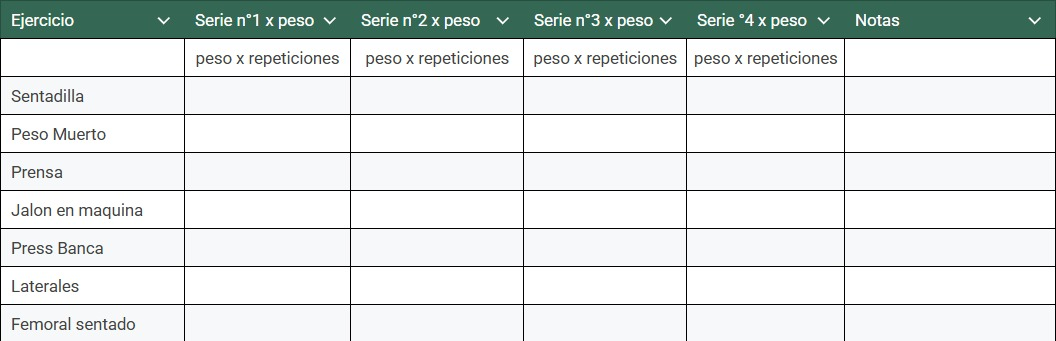 Ejercicio Serie n°1 x peso Serie n°2 x peso Serie n°3 x peso Serie °4 x peso Notas
peso x repeticiones peso x repeticiones peso x repeticiones peso x repeticiones
Sentadilla
Peso Muerto
Prensa
Jalon en maquina
Press Banca
Laterales
Femoral sentado